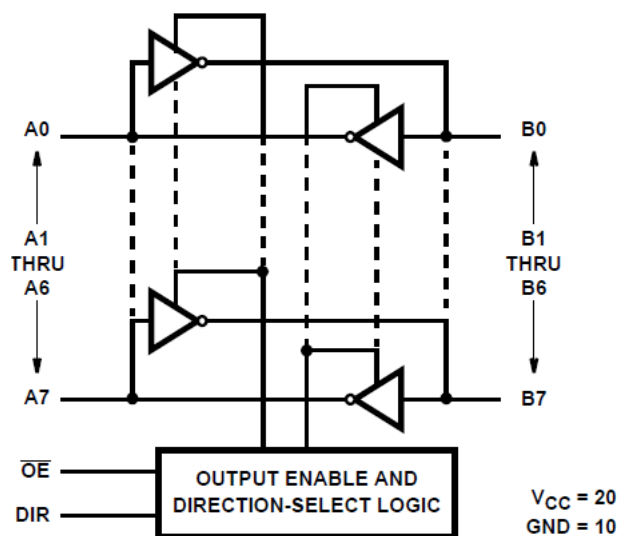 A0
B0
A1
THRU
A6
B1
THRU
B6
A7
B7
O̅E̅
DIR
OUTPUT ENABLE AND
DIRECTION-SELECT LOGIC
VCC = 20
GND = 10